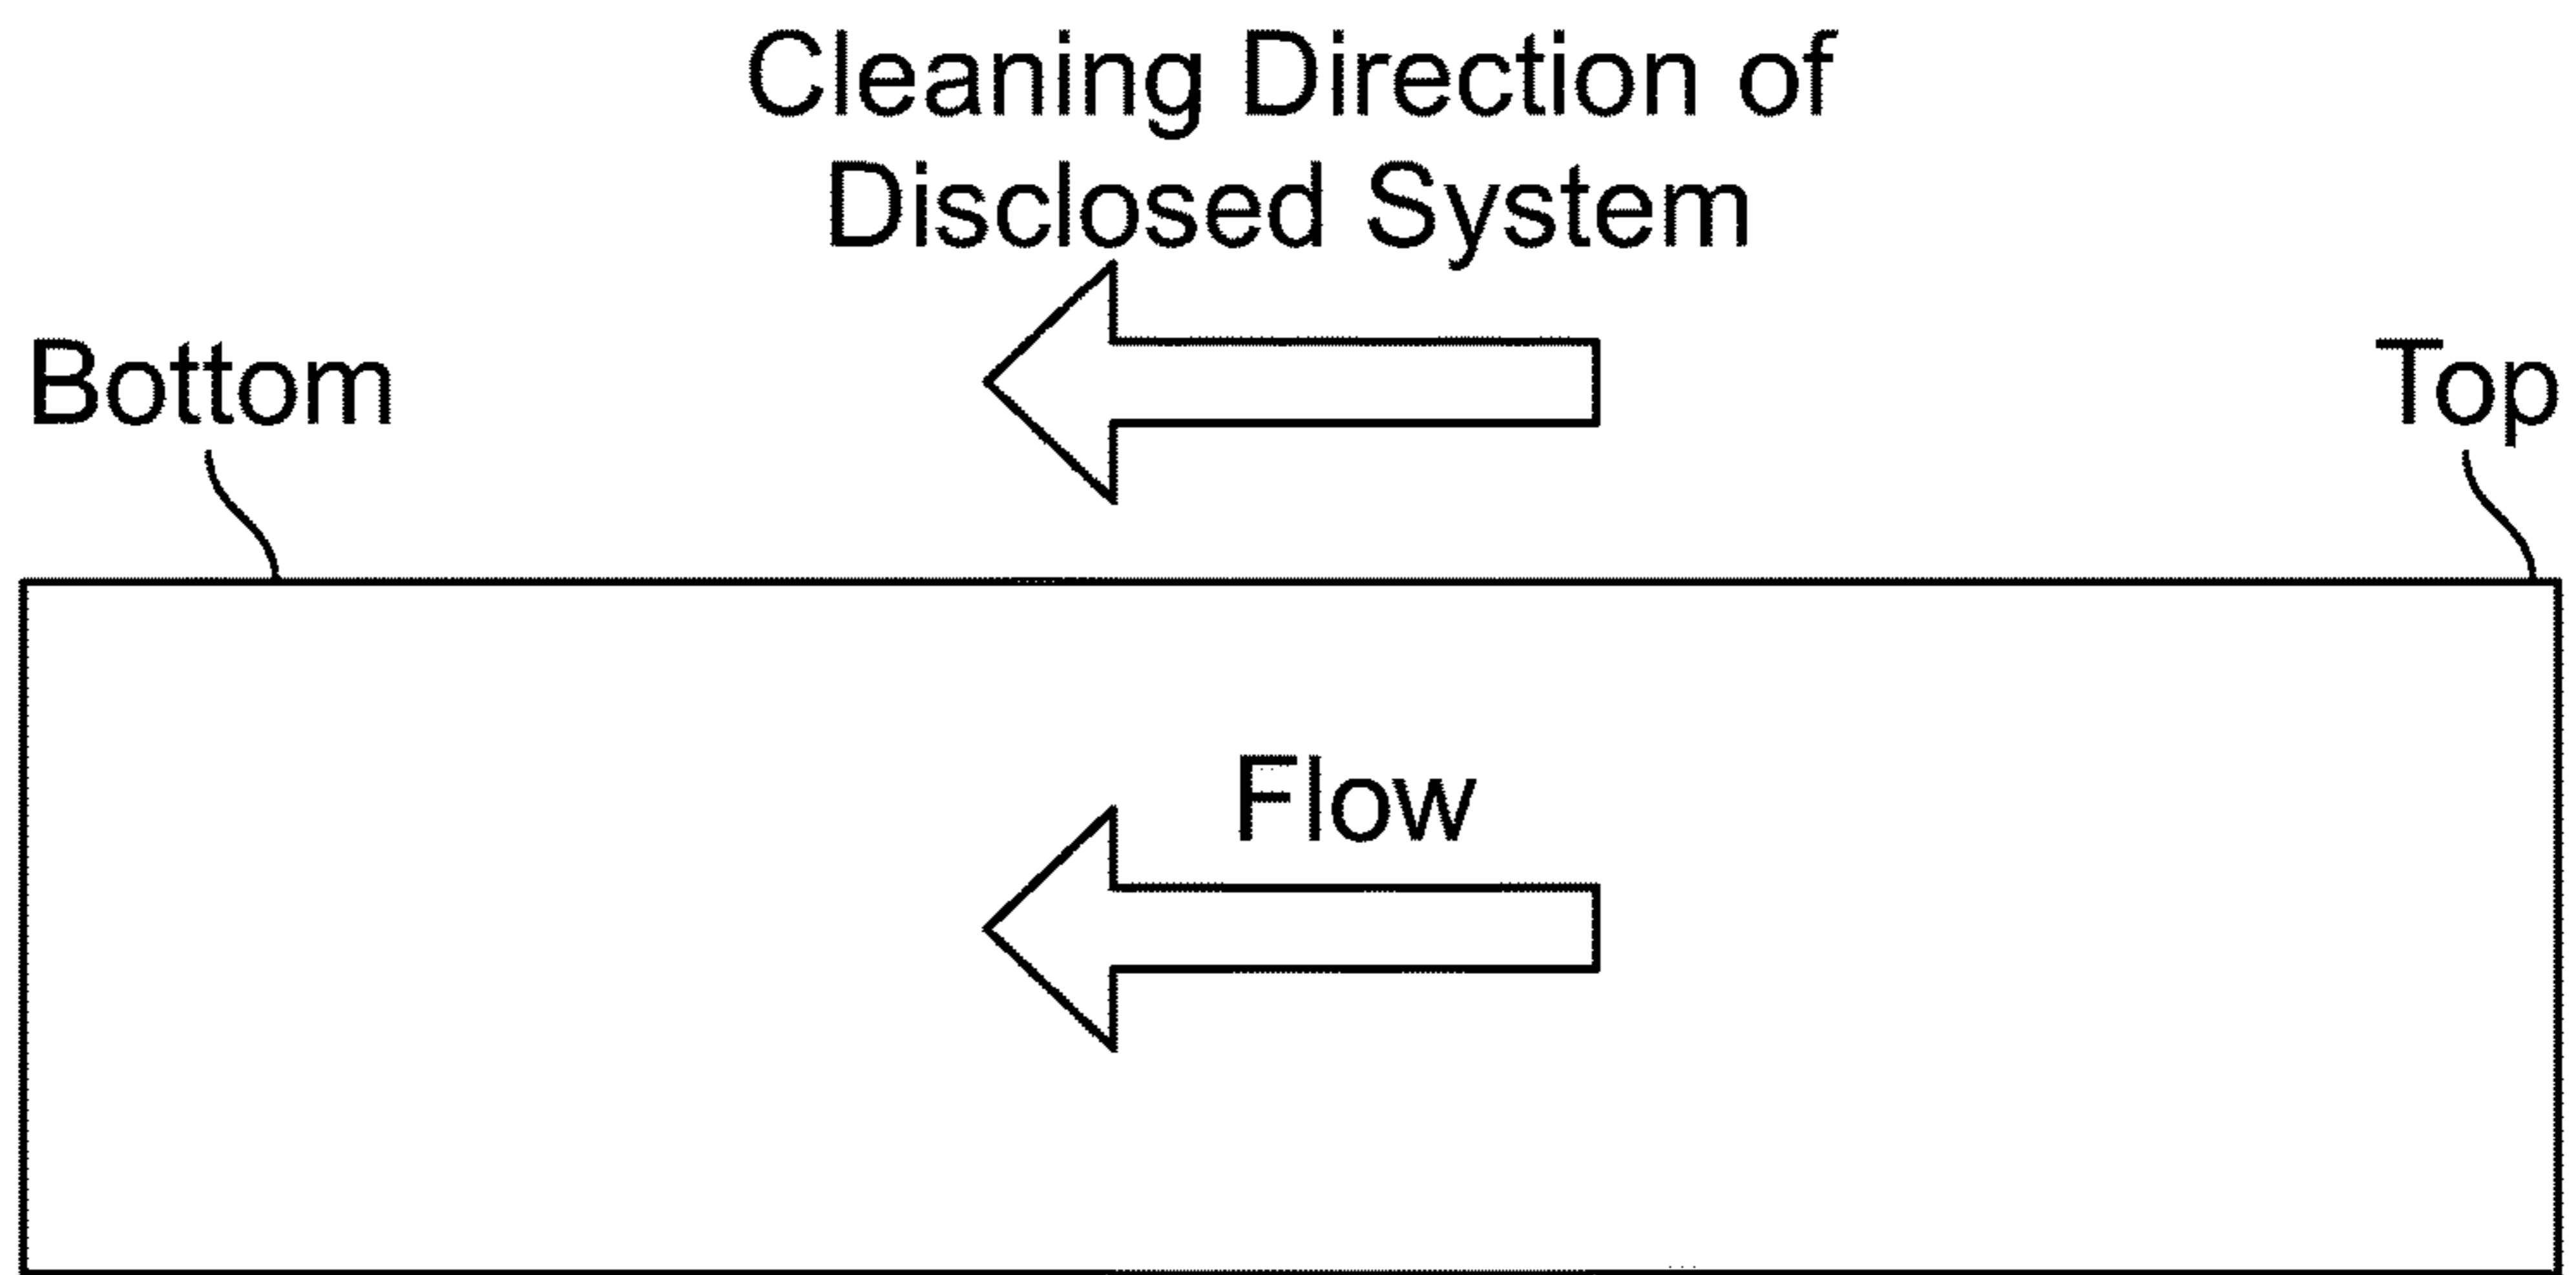 Cleaning Direction of
Disclosed System
Bottom
Top
Flow